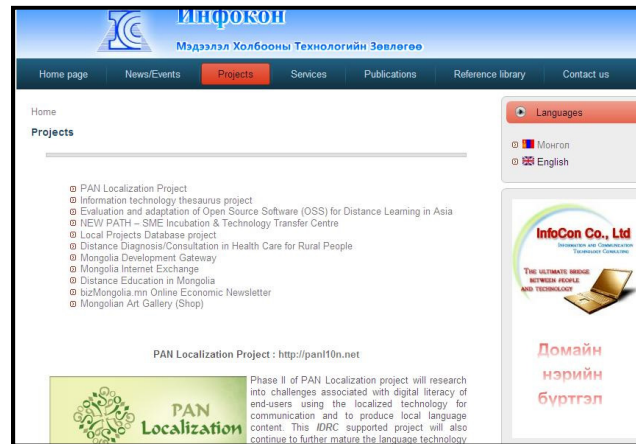 Инфокон
Мэдээлэл Холбооны Технологийн Зөвлөгөө
Home page News/Events Projects Services Publications Reference library Contact us
Home
Projects
PAN Localization Project
Information technology thesaurus project
Evaluation and adaptation of Open Source Software (OSS) for Distance Learning in Asia
NEW PATH – SME Incubation & Technology Transfer Centre
Local Projects Database project
Distance Diagnosis/Consultation in Health Care for Rural People
Mongolia Development Gateway
Mongolia Internet Exchange
Distance Education in Mongolia
bizMongolia.mn Online Economic Newsletter
Mongolian Art Gallery (Shop)
PAN Localization Project : http://panl10n.net
PAN
Localization
Phase II of PAN Localization project will research
into challenges associated with digital literacy of
end-users using the localized technology for
communication and to produce local language
content. This IDRC supported project will also
continue to further mature the language technology
Languages
Монгол
English
InfoCon Co., Ltd
Information and Communication
Technology Consulting
The ultimate bridge
between people
and technology
Домайн
нэрийн
бүртгэл